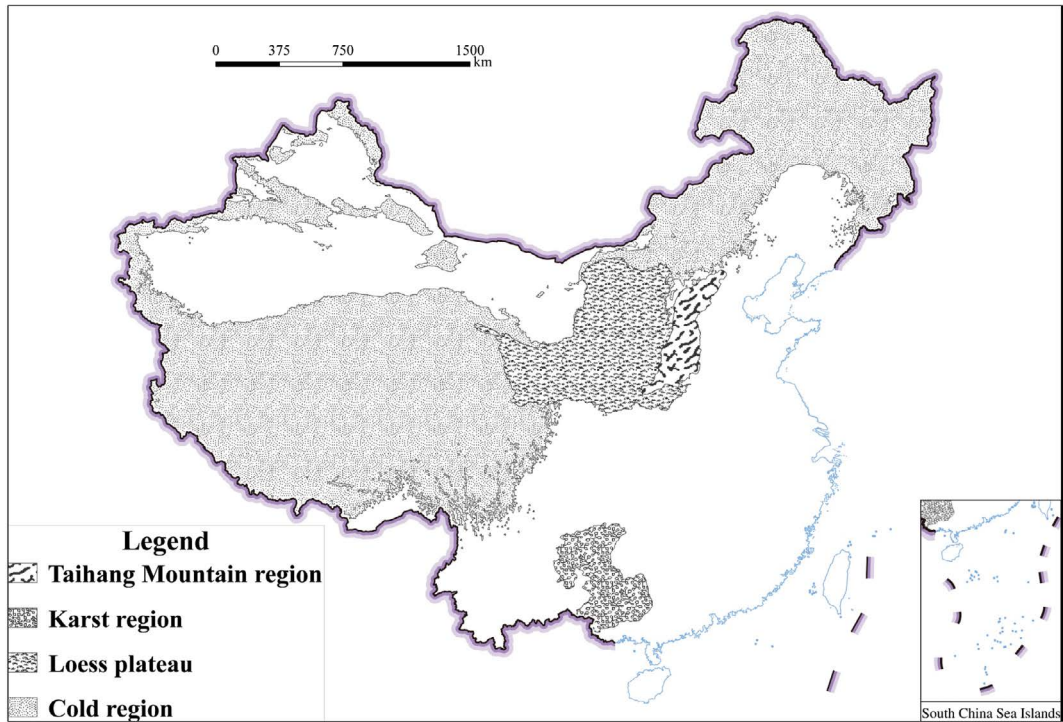 0 375 750 1500
km
Legend
Taihang Mountain region
Karst region
Loess plateau
Cold region
South China Sea Islands